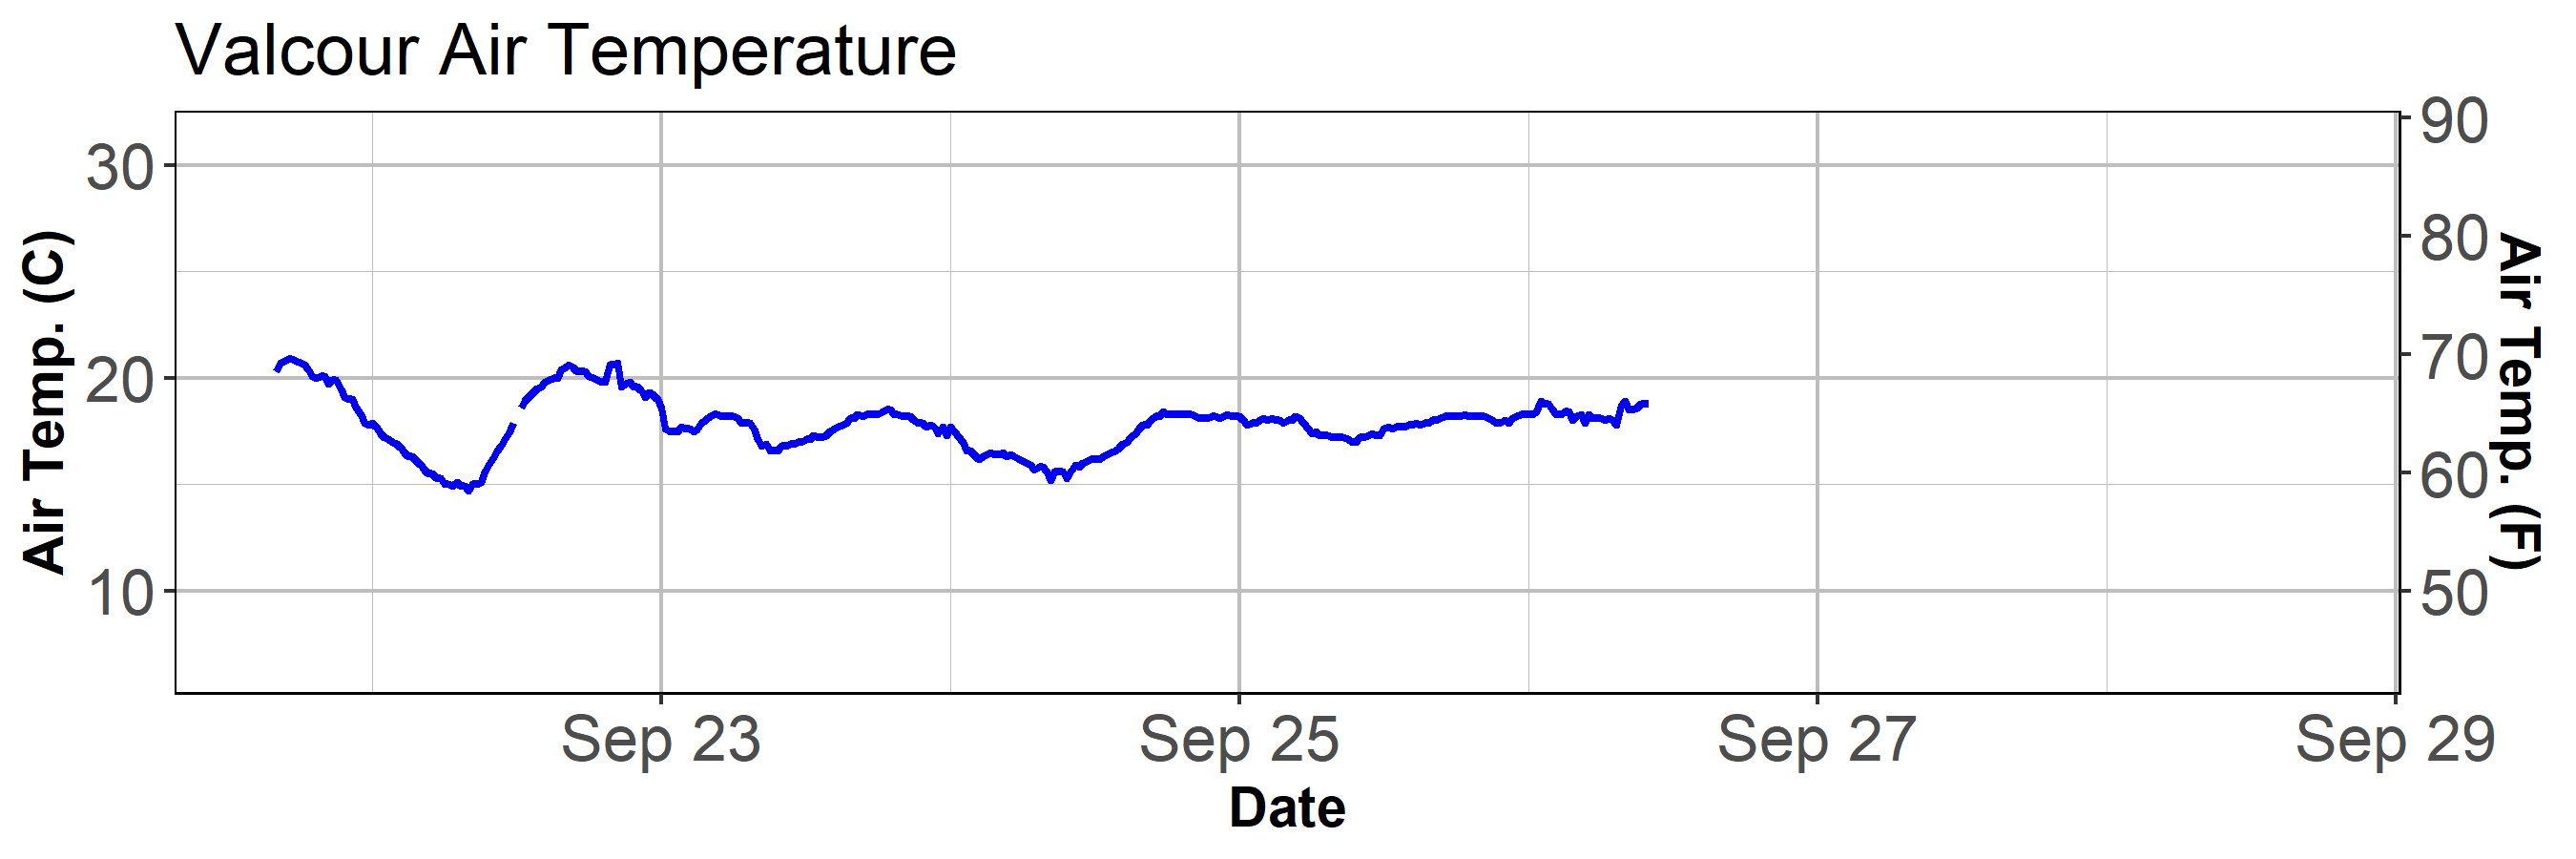 Valcour Air Temperature
Air Temp. (C)
30
20
10
90
80
70
60
50
Air Temp. (F)
Sep 23
Sep 25
Sep 27
Sep 29
Date